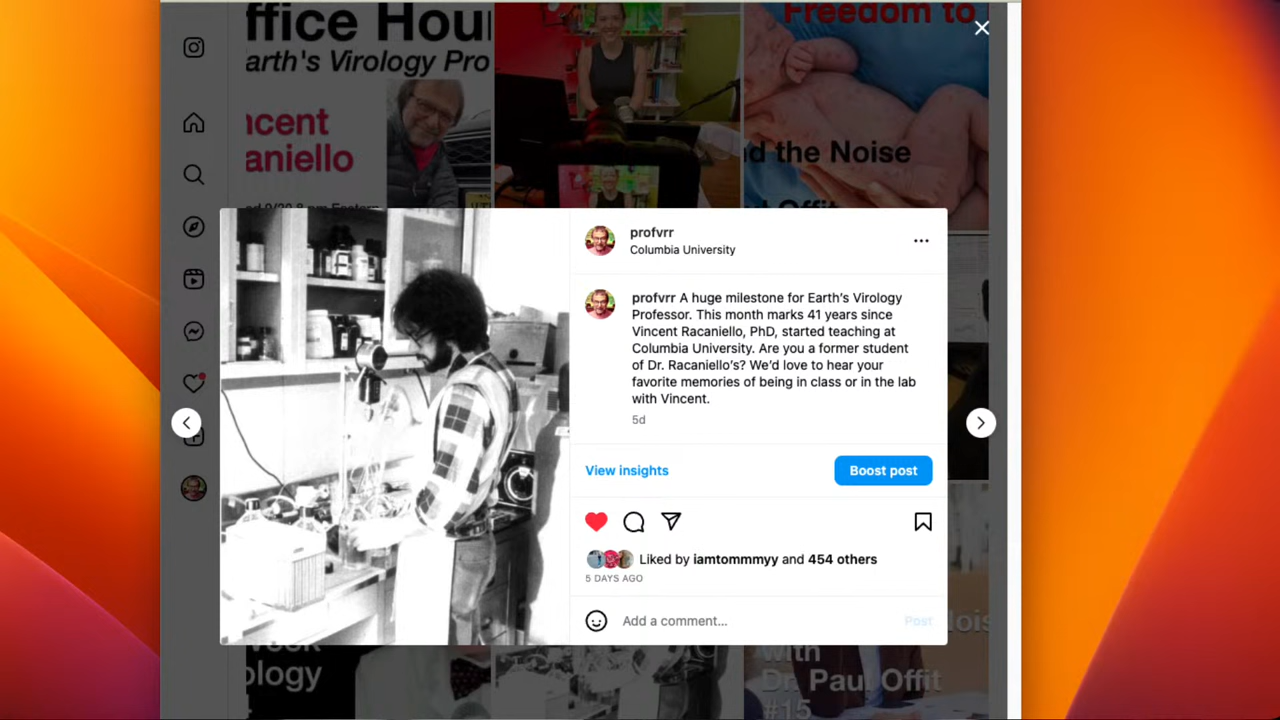 ffice Hour
arth's Virology Pro
ncent
aniello
Freedom to
d the Noise
profvrr
Columbia University
profvrr A huge milestone for Earth's Virology
Professor. This month marks 41 years since
Vincent Racaniello, PhD, started teaching at
Columbia University. Are you a former student
of Dr. Racaniello's? We'd love to hear your
favorite memories of being in class or in the lab
with Vincent.
5d
View insights
Boost post
Liked by iamtommmyy and 454 others
5 DAYS AGO
Add a comment...
Post
ology
with
Dr. Paul Offit
#15